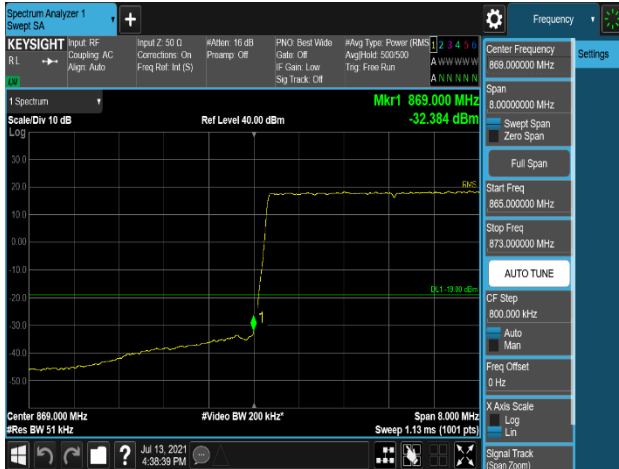 Spectrum Analyzer 1
Swept SA
+
Frequency
KEYSIGHT
R L
LV
Input: RF
Coupling: AC
Align: Auto
Input Z: 50 Ω
Corrections: On
Freq Ref: Int (S)
#Atten: 16 dB
Preamp: Off
PNO: Best Wide
Gate: Off
IF Gain: Low
Sig Track: Off
#Avg Type: Power (RMS
Avg|Hold: 500/500
Trig: Free Run
1 2 3 4 5 6
A W W W W W
A N N N N N
1 Spectrum
Scale/Div 10 dB
Log
Ref Level 40.00 dBm
Mkr1 869.000 MHz
-32.384 dBm
30.0
20.0
10.0
0.00
-10.0
-20.0
-30.0
-40.0
-50.0
RMS
DL1 -19.00 dBm
1
Center 869.000 MHz
#Res BW 51 kHz
#Video BW 200 kHz*
Span 8.000 MHz
Sweep 1.13 ms (1001 pts)
?
Jul 13, 2021
4:38:39 PM
Center Frequency
869.000000 MHz
Settings
Span
8.00000000 MHz
Swept Span
Zero Span
Full Span
Start Freq
865.000000 MHz
Stop Freq
873.000000 MHz
AUTO TUNE
CF Step
800.000 kHz
Auto
Man
Freq Offset
0 Hz
X Axis Scale
Log
Lin
Signal Track
(Span Zoom)